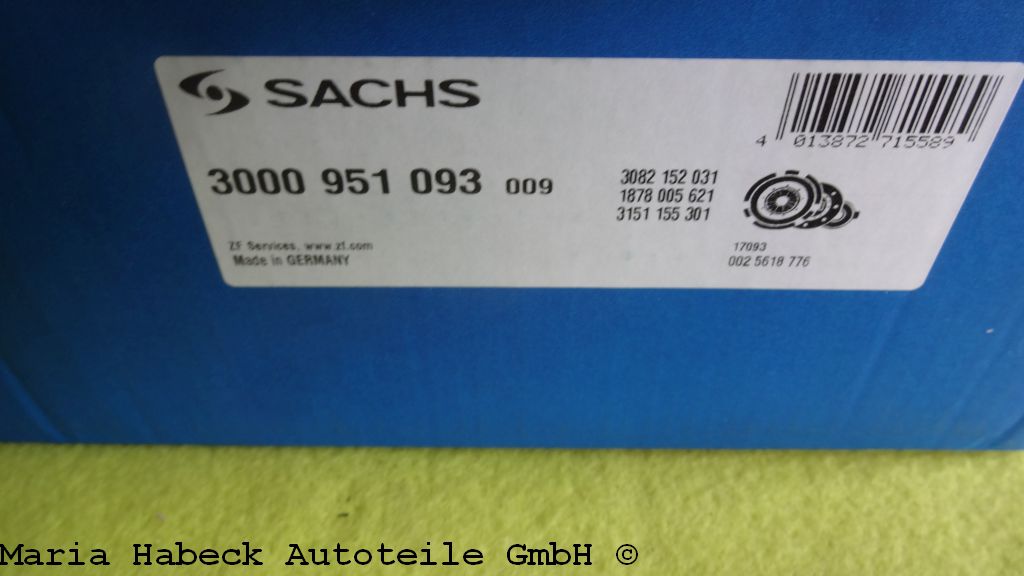 SACHS
3000 951 093 009
3082 152 031
1878 005 621
3151 155 301
4 013872 715589
ZF Services, www.zf.com
Made in GERMANY
17093
002 5618 776
Maria Habeck Autoteile GmbH ©